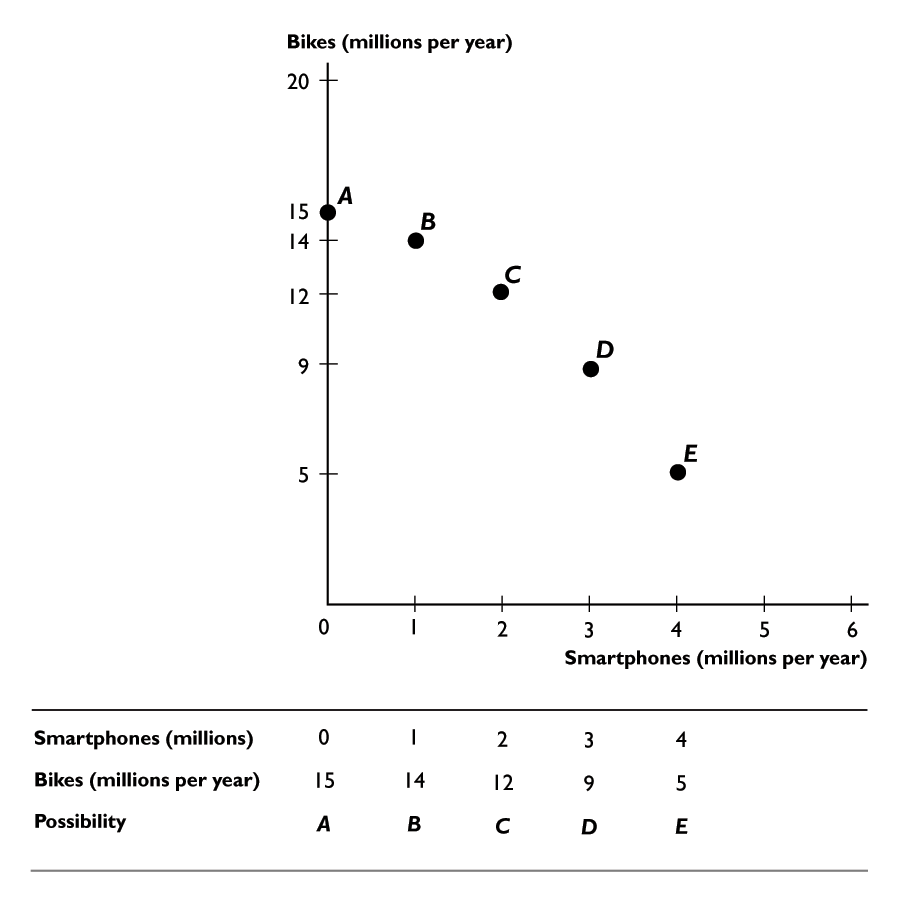 Bikes (millions per year)
20
A
15
B
14
C
12
D
9
E
5
0 1 2 3 4 5 6
Smartphones (millions per year)
Smartphones (millions) 0 1 2 3 4
Bikes (millions per year) 15 14 12 9 5
Possibility A B C D E